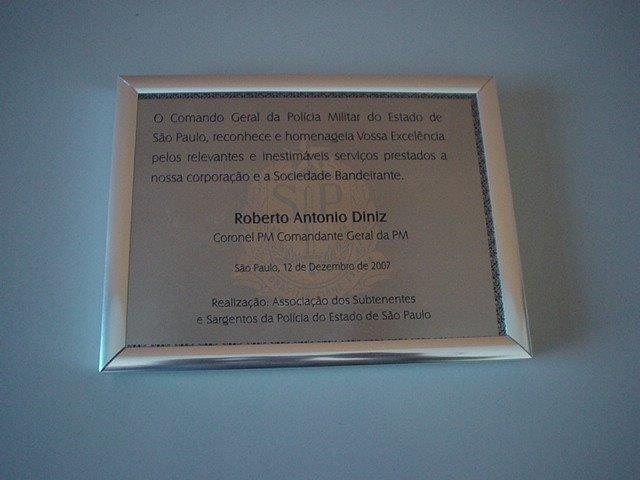 O Comando Geral da Polícia Militar do Estado de
São Paulo, reconhece e homenageia Vossa Excelência
pelos relevantes e inestimáveis serviços prestados a
nossa corporação e a Sociedade Bandeirante.
SP
Roberto Antonio Diniz
Coronel PM Comandante Geral da PM
São Paulo, 12 de Dezembro de 2007
Realização: Associação dos Subtenentes
e Sargentos da Polícia do Estado de São Paulo